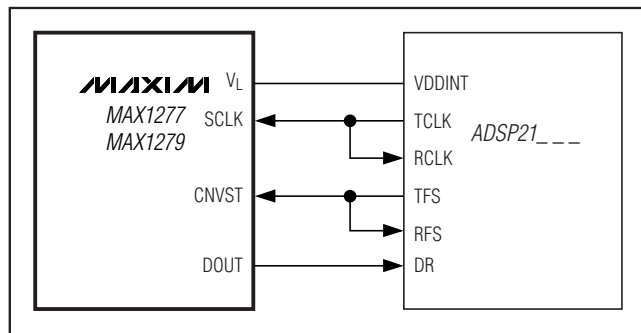 MAXIM
MAX1277
MAX1279
VL
SCLK
CNVST
DOUT
VDDINT
TCLK
RCLK
TFS
RFS
DR
ADSP21_ _ _